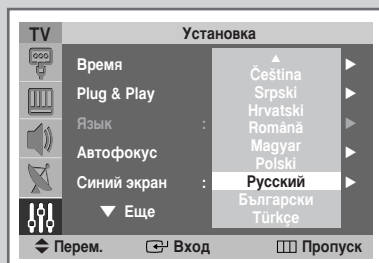 TV Установка
Время
Plug & Play
Язык :
Автофокус
Синий экран :
Еще
Čeština
Srpski
Hrvatski
Română
Magyar
Polski
Русский
Български
Türkçe
Перем. Вход Пропуск